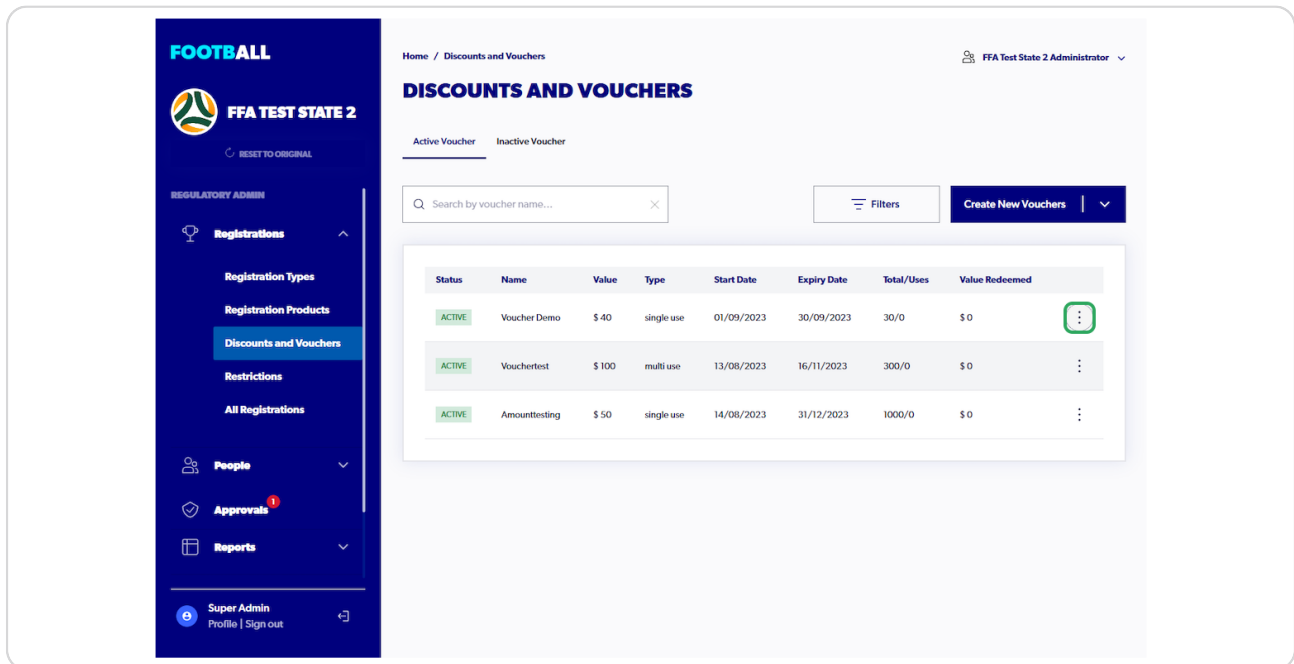 FOOTBALL
FFA TEST STATE 2
RESET TO ORIGINAL
REGULATORY ADMIN
Registrations
Registration Types
Registration Products
Discounts and Vouchers
Restrictions
All Registrations
People
Approvals 1
Reports
Super Admin
Profile | Sign out
Home / Discounts and Vouchers
FFA Test State 2 Administrator
DISCOUNTS AND VOUCHERS
Active Voucher Inactive Voucher
Search by voucher name...
Filters
Create New Vouchers
Status Name Value Type Start Date Expiry Date Total/Uses Value Redeemed
ACTIVE Voucher Demo $ 40 single use 01/09/2023 30/09/2023 30/0 $ 0
ACTIVE Vouchertest $ 100 multi use 13/08/2023 16/11/2023 300/0 $ 0
ACTIVE Amounttesting $ 50 single use 14/08/2023 31/12/2023 1000/0 $ 0